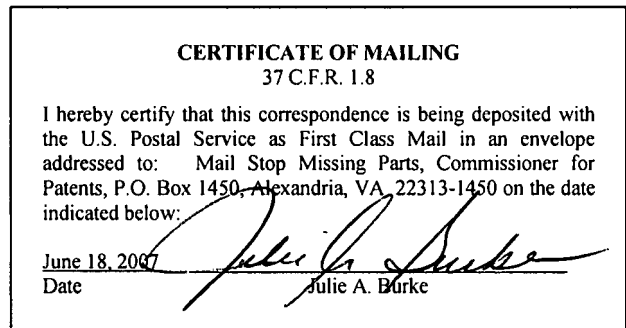 CERTIFICATE OF MAILING
37 C.F.R. 1.8
I hereby certify that this correspondence is being deposited with
the U.S. Postal Service as First Class Mail in an envelope
addressed to: Mail Stop Missing Parts, Commissioner for
Patents, P.O. Box 1450, Alexandria, VA 22313-1450 on the date
indicated below:
Julie A. Burke
June 18, 2007
Date Julie A. Burke